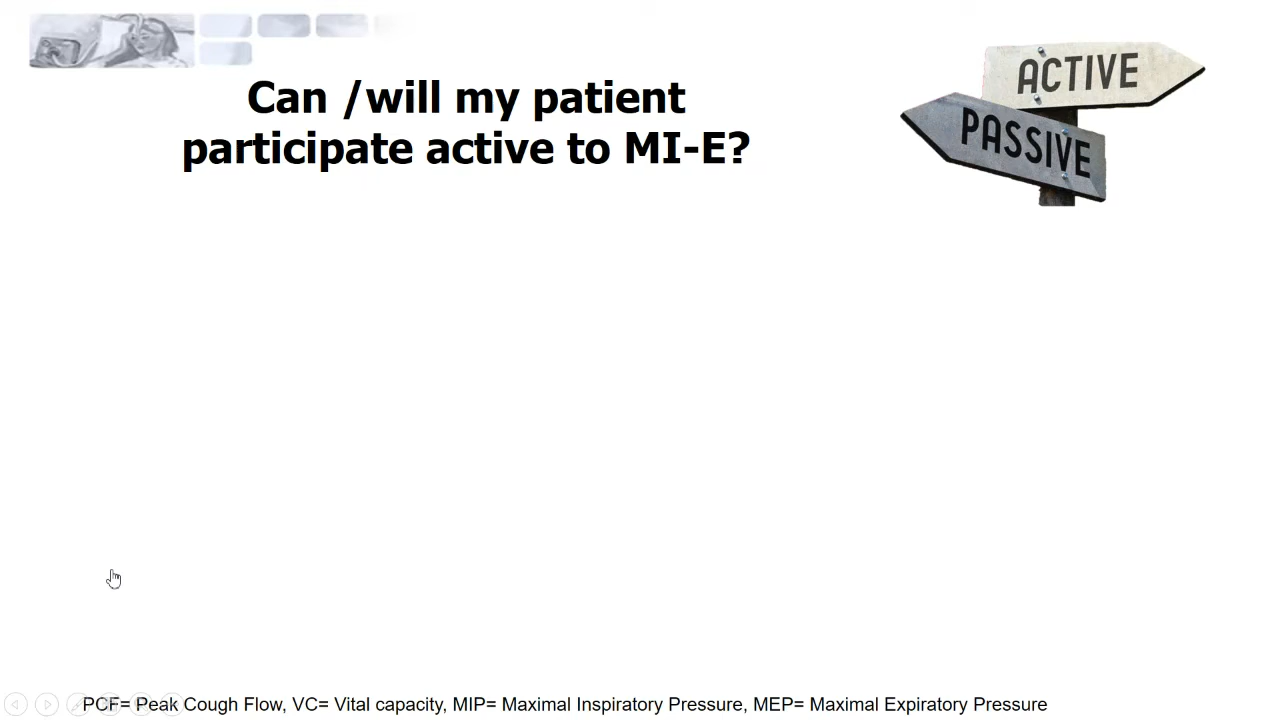 Can /will my patient
participate active to MI-E?
ACTIVE
PASSIVE
PCF= Peak Cough Flow, VC= Vital capacity, MIP= Maximal Inspiratory Pressure, MEP= Maximal Expiratory Pressure